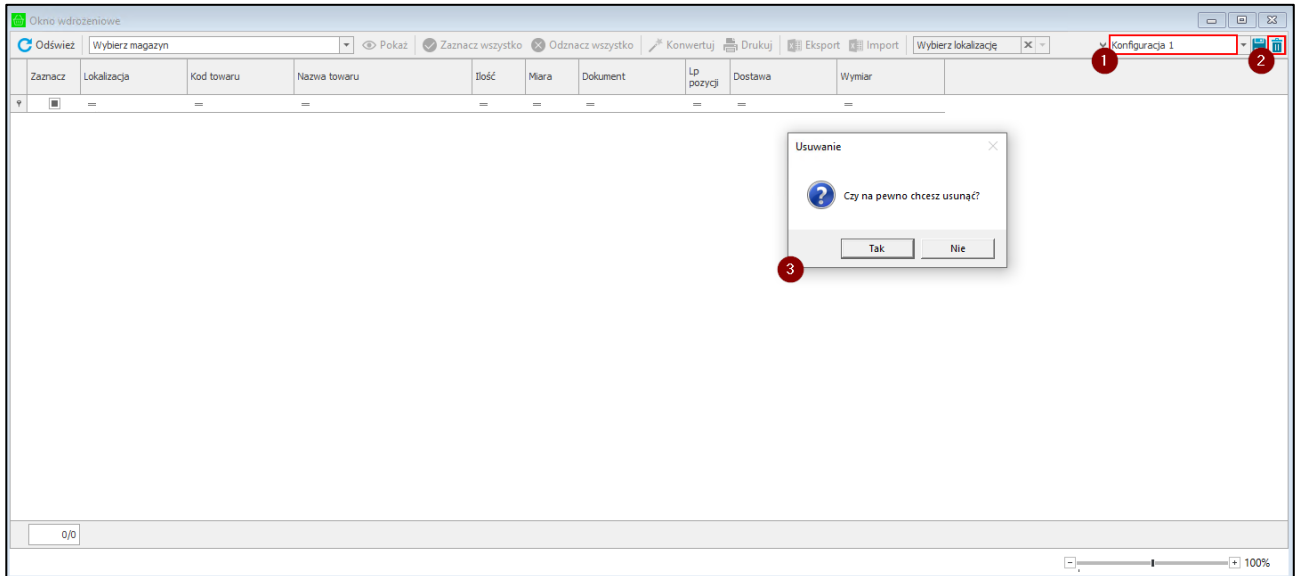 Okno wdrożeniowe
Odśwież Wybierz magazyn Pokaż Zaznacz wszystko Odznacz wszystko Konwertuj Drukuj Eksport Import Wybierz lokalizację Konfiguracja 1
1 2
Zaznacz Lokalizacja Kod towaru Nazwa towaru Ilość Miara Dokument Lp pozycji Dostawa Wymiar
= = = = = = = = =
Usuwanie
Czy na pewno chcesz usunąć?
Tak Nie
3
0/0
100%